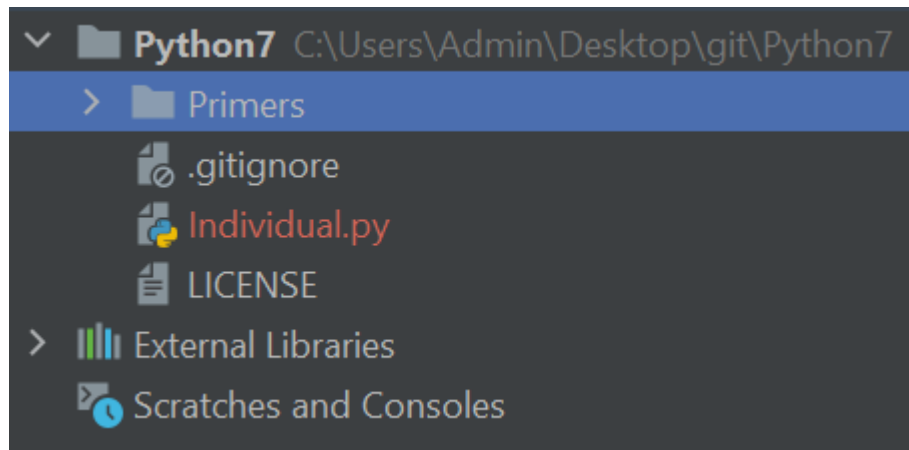 Python7 C:\Users\Admin\Desktop\git\Python7
Primers
.gitignore
Individual.py
LICENSE
External Libraries
Scratches and Consoles